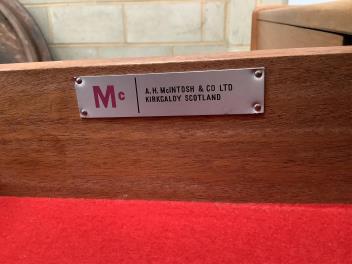 Mc
A.H. McINTOSH & CO LTD
KIRKCALDY SCOTLAND